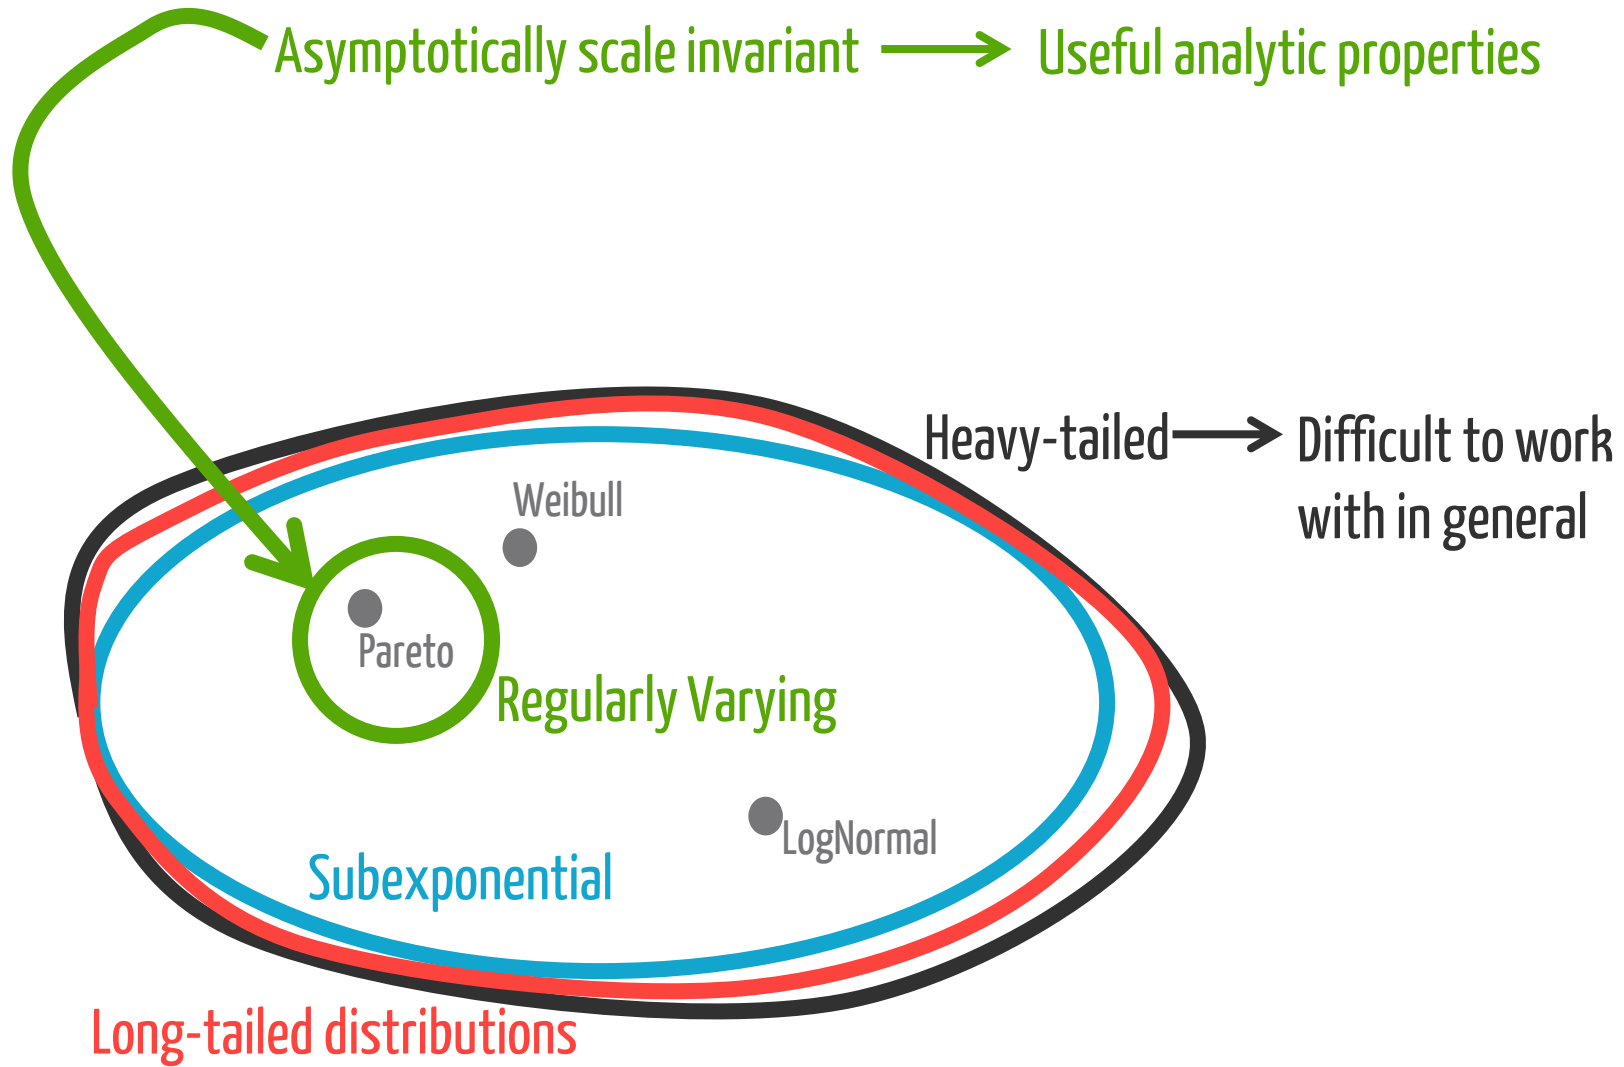 Asymptotically scale invariant
Useful analytic properties
Heavy-tailed
Difficult to work
with in general
Weibull
Pareto
Regularly Varying
LogNormal
Subexponential
Long-tailed distributions